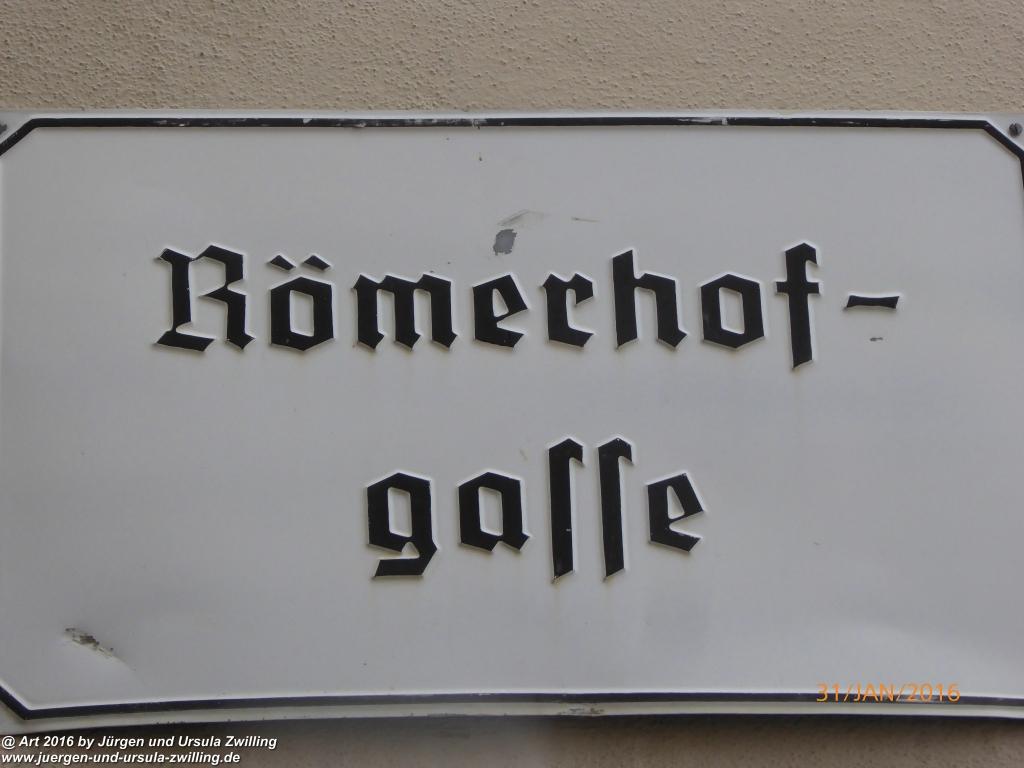 Römerhof-
gaſſe
31/JAN/2016
@ Art 2016 by Jürgen und Ursula Zwilling
www.juergen-und-ursula-zwilling.de